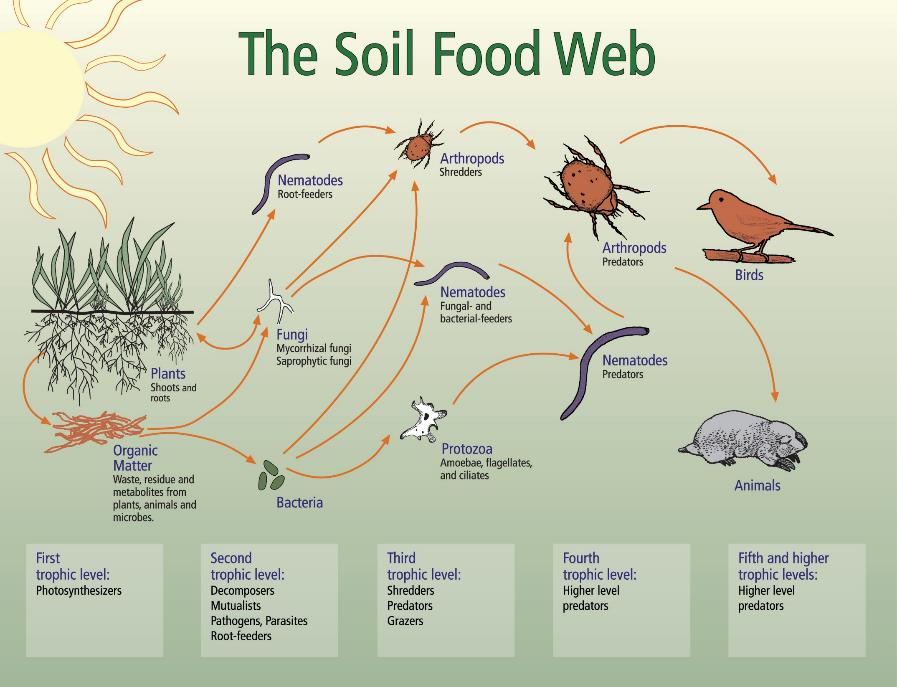 The Soil Food Web
Nematodes
Root-feeders
Arthropods
Shredders
Arthropods
Predators
Birds
Nematodes
Fungal- and
bacterial-feeders
Fungi
Mycorrhizal fungi
Saprophytic fungi
Nematodes
Predators
Plants
Shoots and
roots
Organic
Matter
Waste, residue and
metabolites from
plants, animals and
microbes.
Bacteria
Protozoa
Amoebae, flagellates,
and ciliates
Animals
First
trophic level:
Photosynthesizers
Second
trophic level:
Decomposers
Mutualists
Pathogens, Parasites
Root-feeders
Third
trophic level:
Shredders
Predators
Grazers
Fourth
trophic level:
Higher level
predators
Fifth and higher
trophic levels:
Higher level
predators